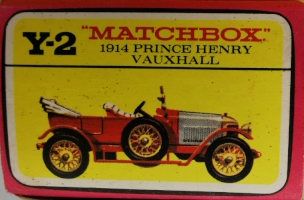 Y-2 "MATCHBOX"
1914 PRINCE HENRY
VAUXHALL